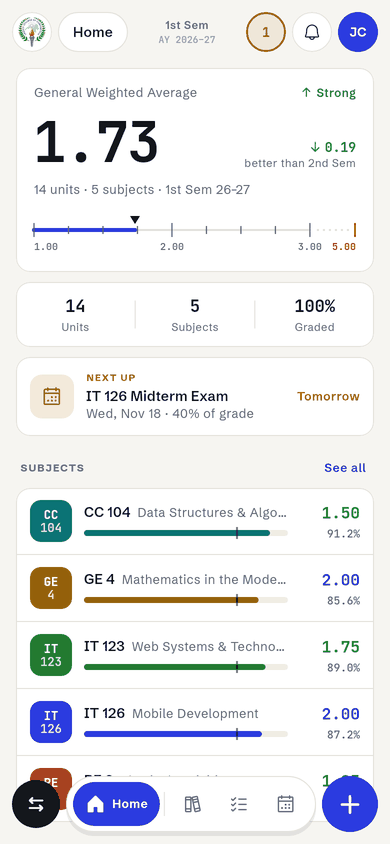 Home
1st Sem
AY 2026–27
1
JC
General Weighted Average
↑ Strong
1.73
↓ 0.19
better than 2nd Sem
14 units · 5 subjects · 1st Sem 26-27
1.00
2.00
3.00
5.00
14
Units
5
Subjects
100%
Graded
NEXT UP
IT 126 Midterm Exam
Wed, Nov 18 · 40% of grade
Tomorrow
SUBJECTS
See all
CC 104
CC 104 Data Structures & Algo…
1.50
91.2%
GE 4
GE 4 Mathematics in the Mode…
2.00
85.6%
IT 123
IT 123 Web Systems & Techno…
1.75
89.0%
IT 126
IT 126 Mobile Development
2.00
87.2%
PE
Home